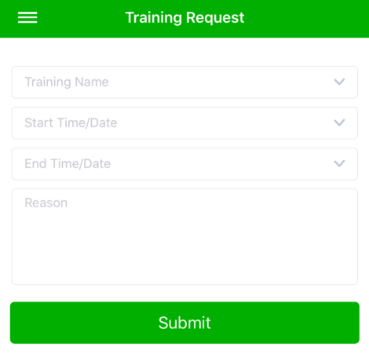 Training Request
Training Name
Start Time/Date
End Time/Date
Reason
Submit